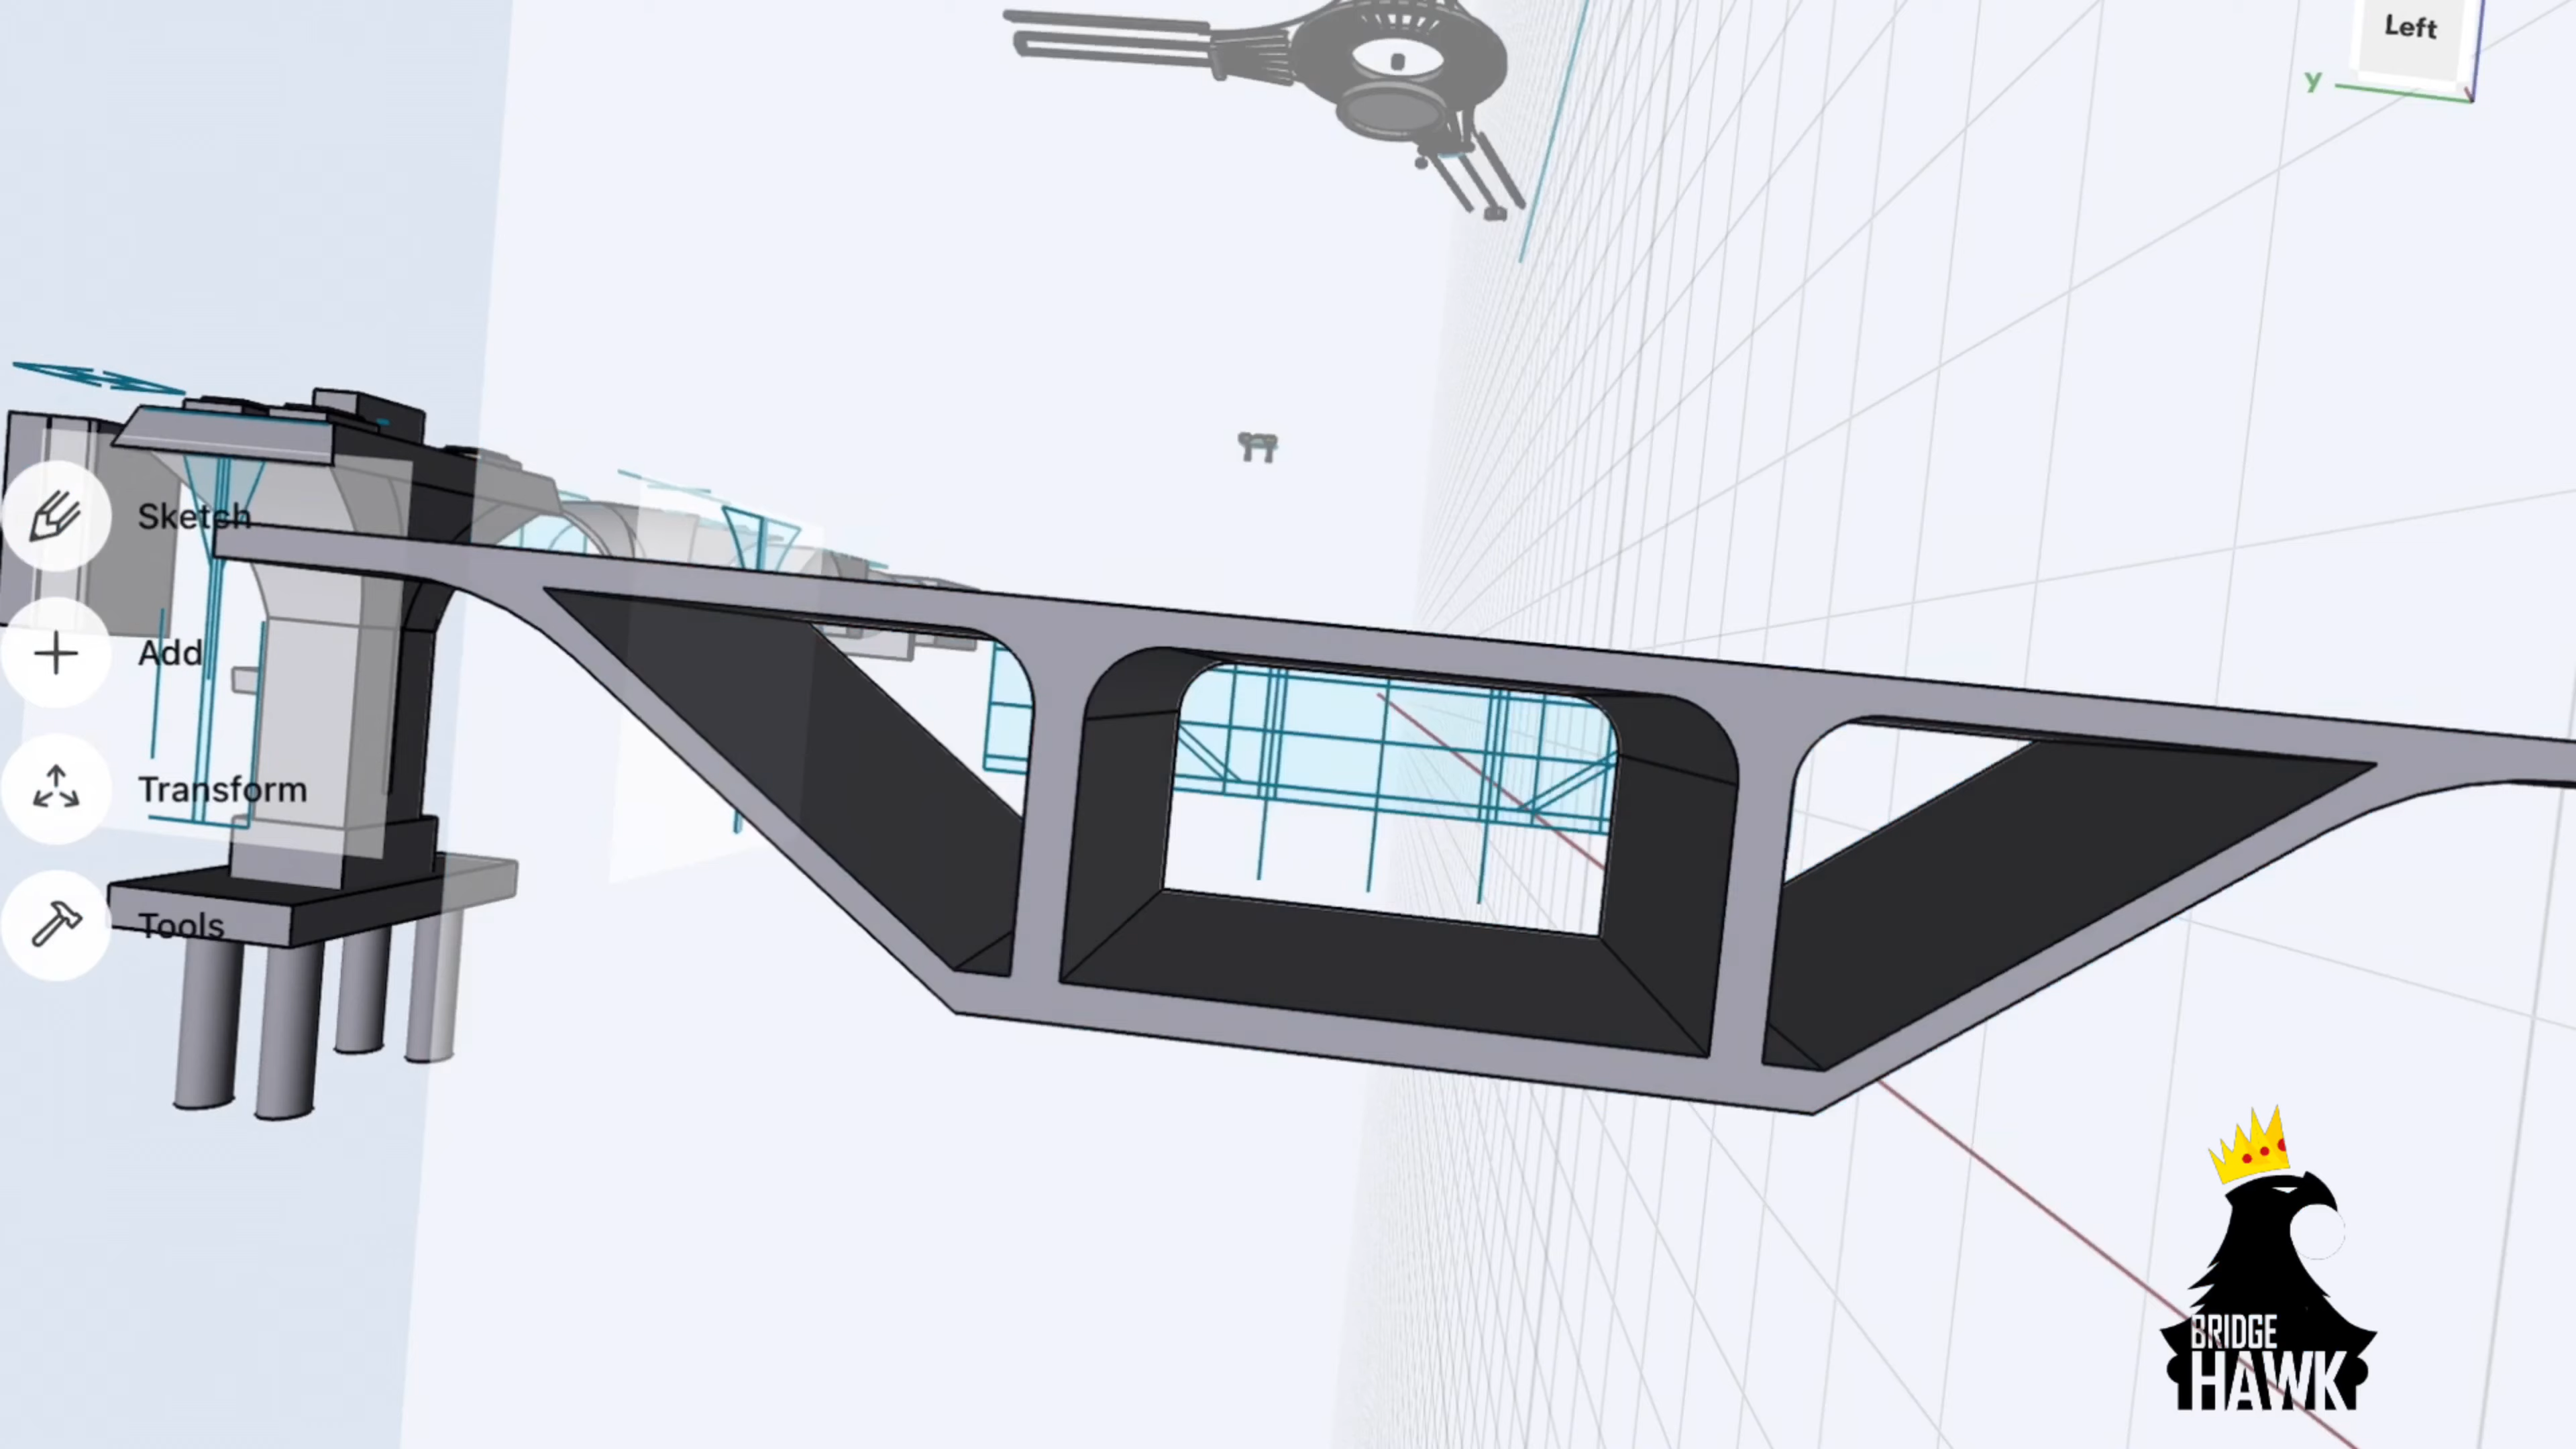 Left
y
Sketch
Add
Transform
Tools
BRIDGE
HAWK